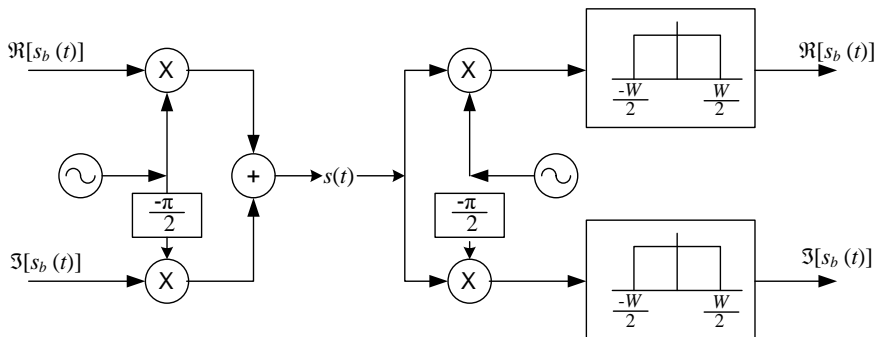 ℜ[s_b (t)]
X
X
ℜ[s_b (t)]
-W
2
W
2
+
s(t)
-π
2
-π
2
ℑ[s_b (t)]
X
X
ℑ[s_b (t)]
-W
2
W
2